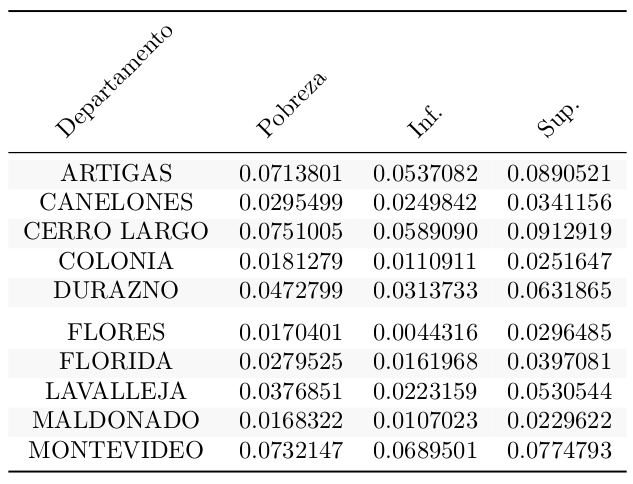 Departamento Pobreza Inf. Sup.
ARTIGAS 0.0713801 0.0537082 0.0890521
CANELONES 0.0295499 0.0249842 0.0341156
CERRO LARGO 0.0751005 0.0589090 0.0912919
COLONIA 0.0181279 0.0110911 0.0251647
DURAZNO 0.0472799 0.0313733 0.0631865
FLORES 0.0170401 0.0044316 0.0296485
FLORIDA 0.0279525 0.0161968 0.0397081
LAVALLEJA 0.0376851 0.0223159 0.0530544
MALDONADO 0.0168322 0.0107023 0.0229622
MONTEVIDEO 0.0732147 0.0689501 0.0774793